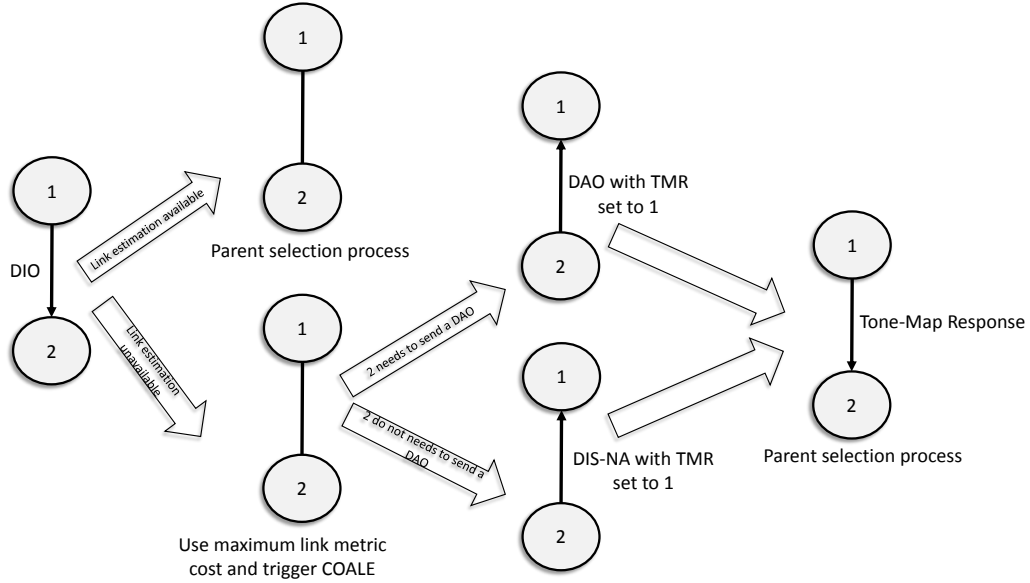 1
DIO
2
Link estimation available
Link estimation
unavailable
1
2
Parent selection process
1
2
Use maximum link metric
cost and trigger COALE
2 needs to send a DAO
2 do not needs to send a
DAO
1
DAO with TMR
set to 1
2
1
DIS-NA with TMR
set to 1
2
1
Tone-Map Response
2
Parent selection process